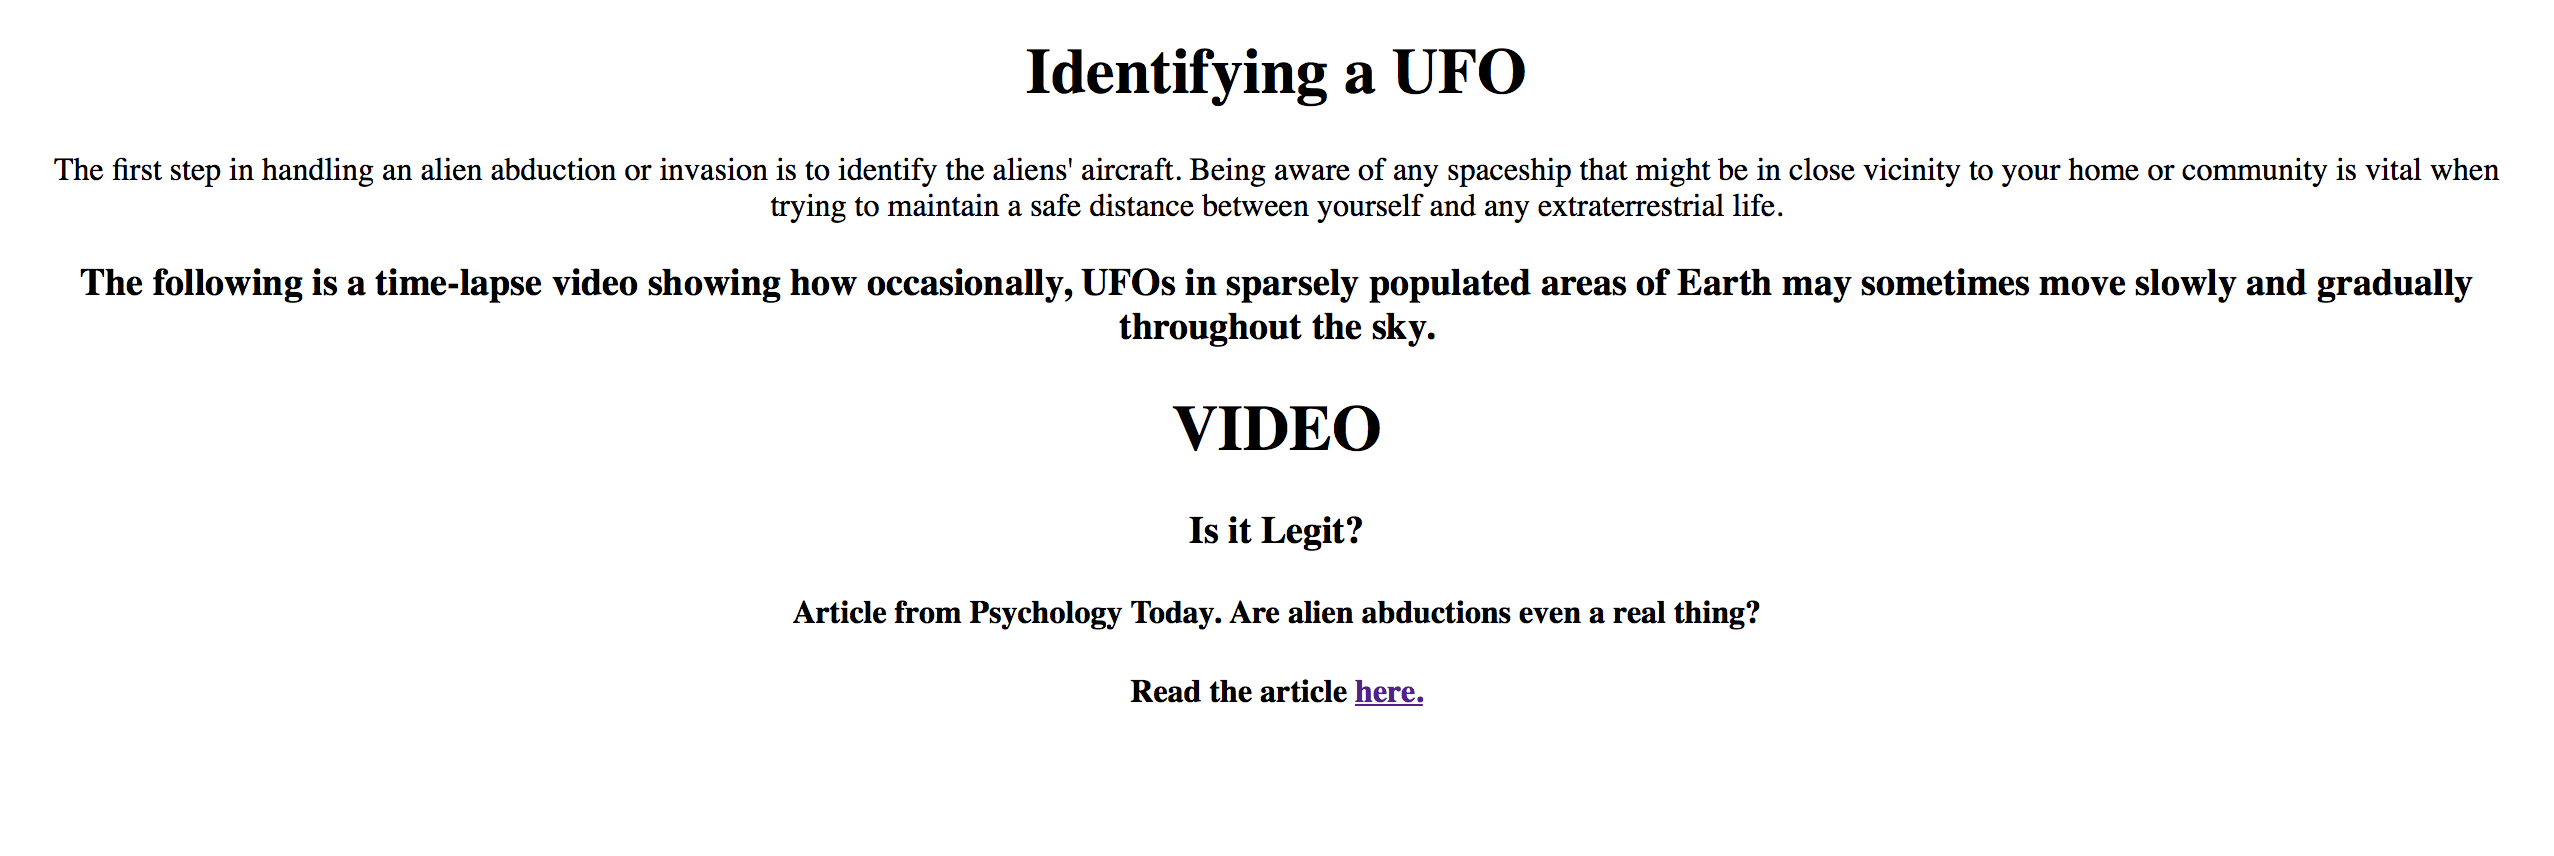 Identifying a UFO
The first step in handling an alien abduction or invasion is to identify the aliens' aircraft. Being aware of any spaceship that might be in close vicinity to your home or community is vital when
trying to maintain a safe distance between yourself and any extraterrestrial life.
The following is a time-lapse video showing how occasionally, UFOs in sparsely populated areas of Earth may sometimes move slowly and gradually
throughout the sky.
VIDEO
Is it Legit?
Article from Psychology Today. Are alien abductions even a real thing?
Read the article here.